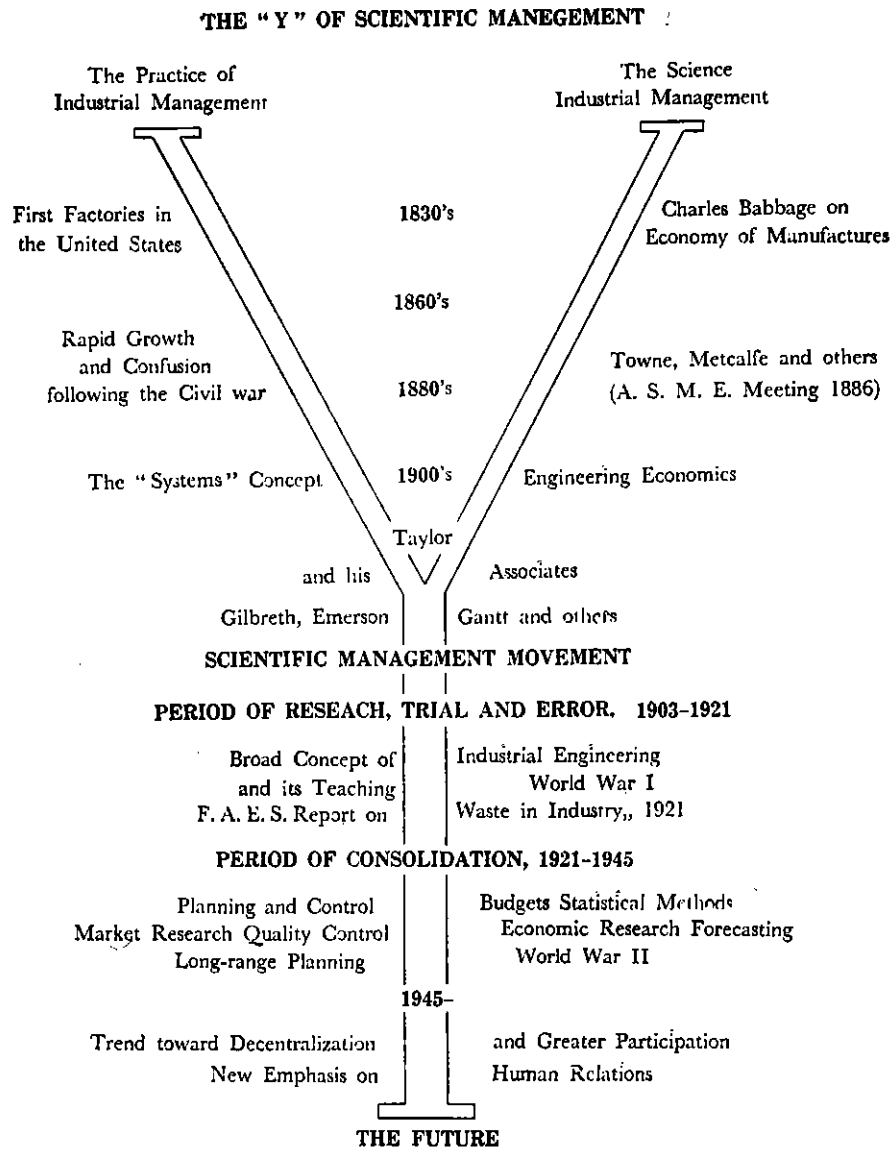 THE "Y" OF SCIENTIFIC MANEGEMENT
The Practice of
Industrial Management
The Science
Industrial Management
First Factories in
the United States
1830's
Charles Babbage on
Economy of Manufactures
1860's
Rapid Growth
and Confusion
following the Civil war
1880's
Towne, Metcalfe and others
(A. S. M. E. Meeting 1886)
The "Systems" Concept
1900's
Engineering Economics
Taylor
and his Associates
Gilbreth, Emerson Gantt and others
SCIENTIFIC MANAGEMENT MOVEMENT
PERIOD OF RESEACH, TRIAL AND ERROR, 1903-1921
Broad Concept of Industrial Engineering
and its Teaching World War I
F. A. E. S. Report on Waste in Industry,, 1921
PERIOD OF CONSOLIDATION, 1921-1945
Planning and Control Budgets Statistical Methods
Market Research Quality Control Economic Research Forecasting
Long-range Planning World War II
1945-
Trend toward Decentralization and Greater Participation
New Emphasis on Human Relations
THE FUTURE